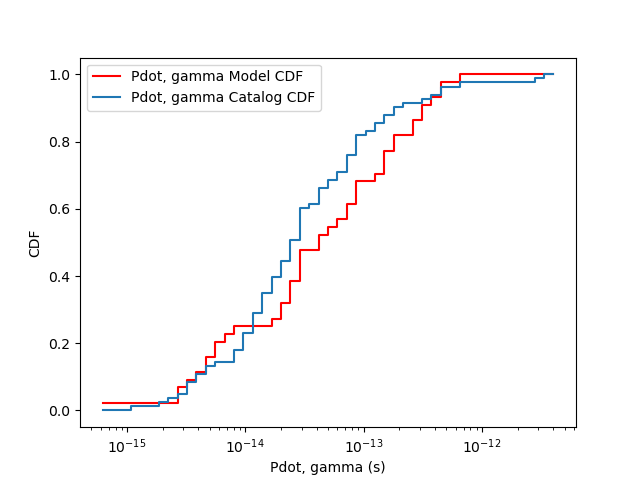 Pdot, gamma Model CDF
Pdot, gamma Catalog CDF
1.0
0.8
0.6
0.4
0.2
0.0
CDF
10⁻¹⁵
10⁻¹⁴
10⁻¹³
10⁻¹²
Pdot, gamma (s)